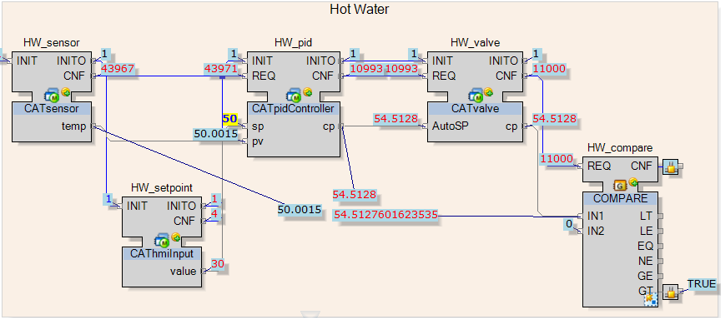 Hot Water
HW_sensor
HW_pid
HW_valve
1
1
1
1
INIT INITO
INIT INITO
INIT INITO
CNF
43967
43971
REQ CNF
10993
10993
REQ CNF
11000
CATsensor
CATpidController
CATvalve
temp
50
sp cp
54.5128
AutoSP cp
54.5128
50.0015
pv
HW_compare
11000
REQ CNF
HW_setpoint
1
INIT INITO
1
CNF
4
50.0015
54.5128
54.5127601623535
COMPARE
IN1 LT
0
IN2 LE
EQ
NE
GE
GT
TRUE
CAThmiInput
value
30